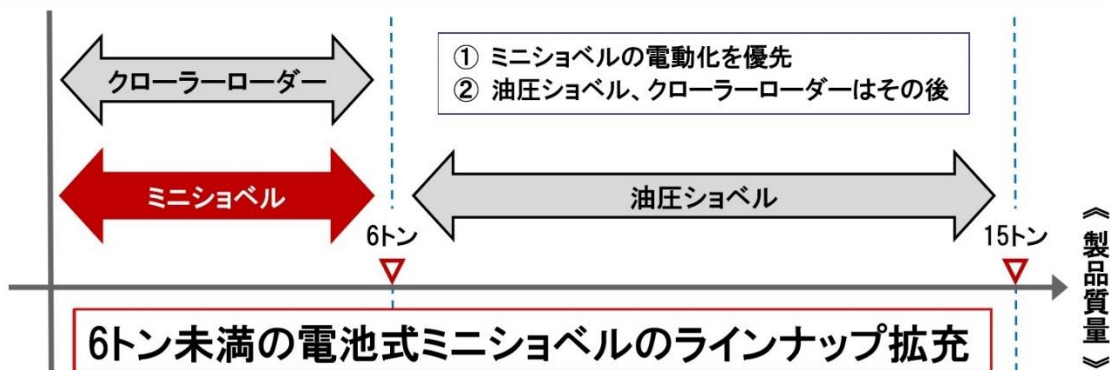 クローラーローダー
① ミニショベルの電動化を優先
② 油圧ショベル、クローラーローダーはその後
ミニショベル
油圧ショベル
6トン
15トン
《製品質量》
6トン未満の電池式ミニショベルのラインナップ拡充